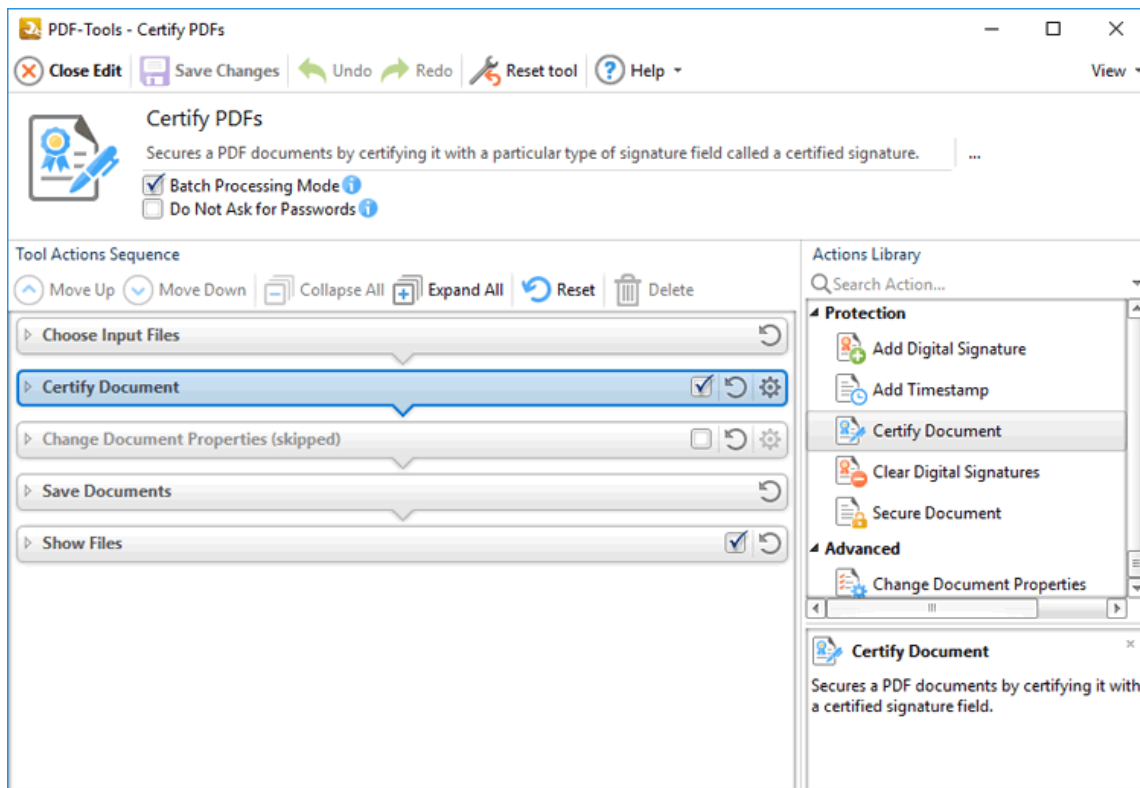 PDF-Tools - Certify PDFs
Close Edit Save Changes Undo Redo Reset tool ? Help View
Certify PDFs
Secures a PDF documents by certifying it with a particular type of signature field called a certified signature. ...
Batch Processing Mode i
Do Not Ask for Passwords i
Tool Actions Sequence
Move Up Move Down Collapse All Expand All Reset Delete
Choose Input Files
Certify Document
Change Document Properties (skipped)
Save Documents
Show Files
Actions Library
Search Action...
Protection
Add Digital Signature
Add Timestamp
Certify Document
Clear Digital Signatures
Secure Document
Advanced
Change Document Properties
Certify Document
Secures a PDF documents by certifying it with
a certified signature field.